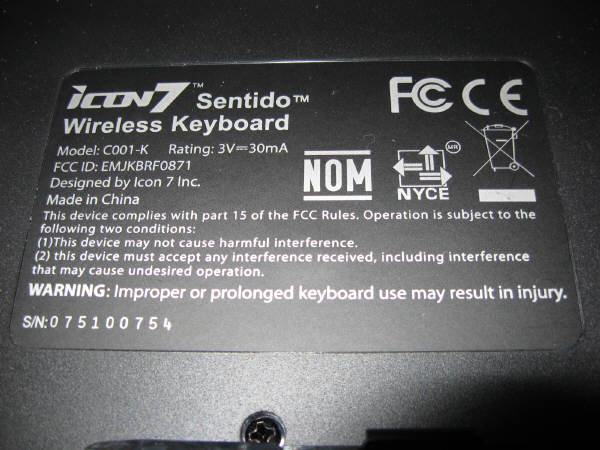 icon7™ Sentido™
Wireless Keyboard
Model: C001-K Rating: 3V⎓30mA
FCC ID: EMJKBRF0871
Designed by Icon 7 Inc.
Made in China
FC CE
NOM
NYCE
MR
This device complies with part 15 of the FCC Rules. Operation is subject to the
following two conditions:
(1)This device may not cause harmful interference.
(2) this device must accept any interference received, including interference
that may cause undesired operation.
WARNING: Improper or prolonged keyboard use may result in injury.
S/N:075100754